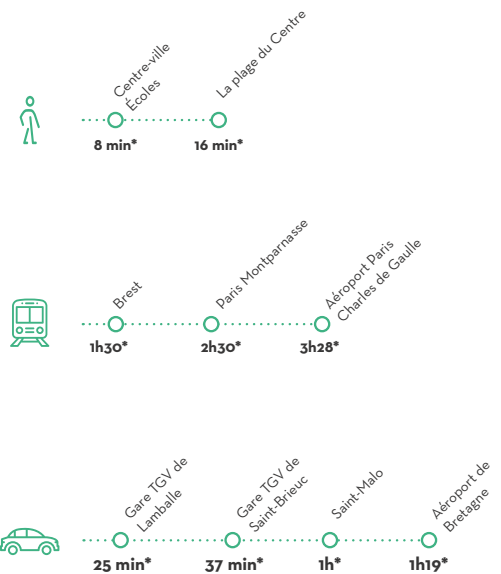 Centre-ville
Écoles
La plage du Centre
8 min*
16 min*
Brest
Paris Montparnasse
Aéroport Paris
Charles de Gaulle
1h30*
2h30*
3h28*
Gare TGV de
Lamballe
Gare TGV de
Saint-Brieuc
Saint-Malo
Aéroport de
Bretagne
25 min*
37 min*
1h*
1h19*